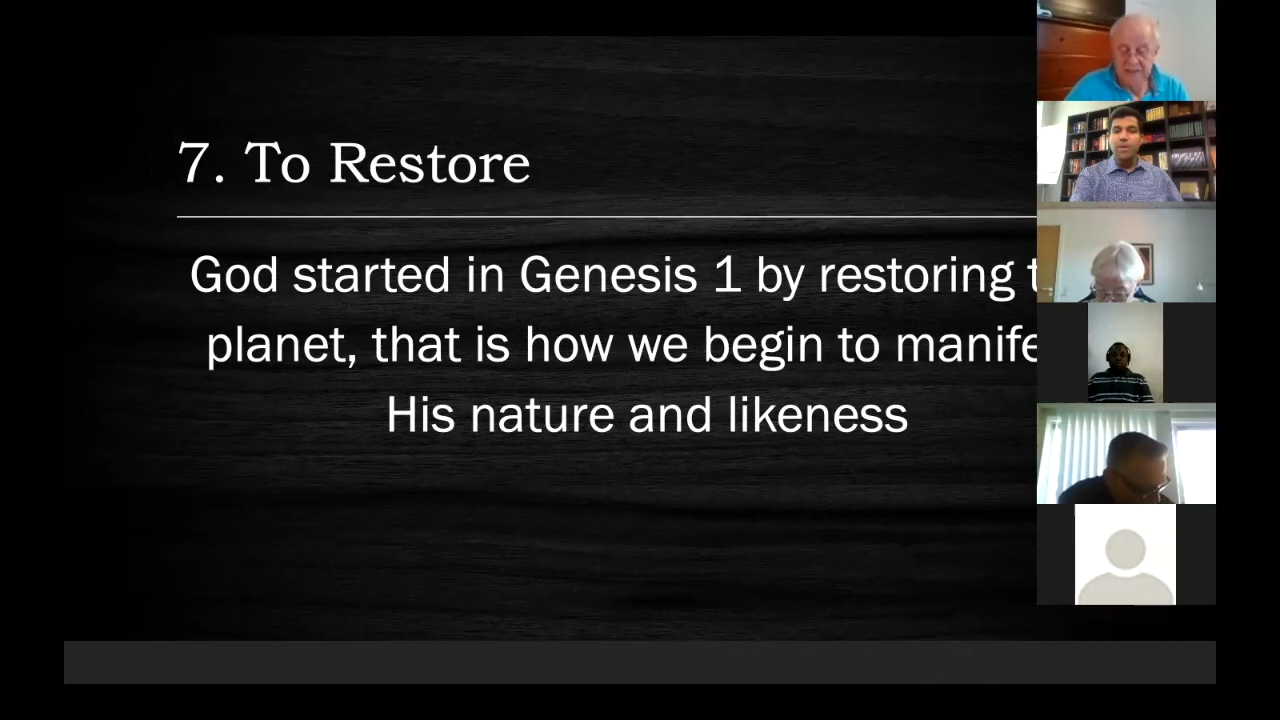 7. To Restore
God started in Genesis 1 by restoring
planet, that is how we begin to
His nature and likeness